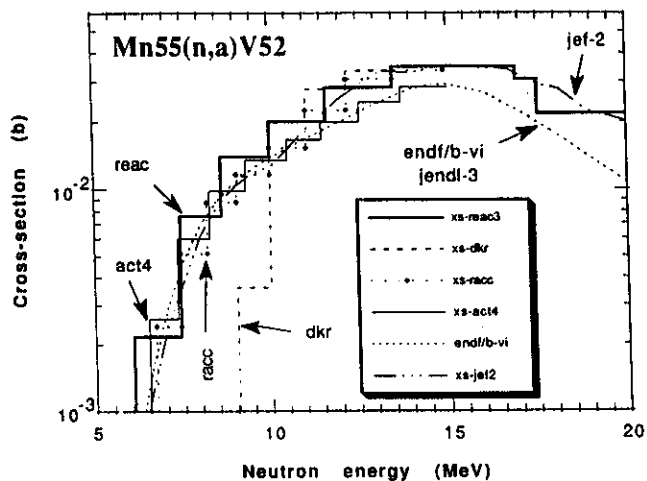 Mn55(n,a)V52
jef-2
reac
endf/b-vi
jendl-3
act4
racc
dkr
xs-reac3
xs-dkr
xs-racc
xs-act4
endf//b-vi
xs-jef2
Cross-section (b)
10-2
10-3
5
10
15
20
Neutron energy (MeV)